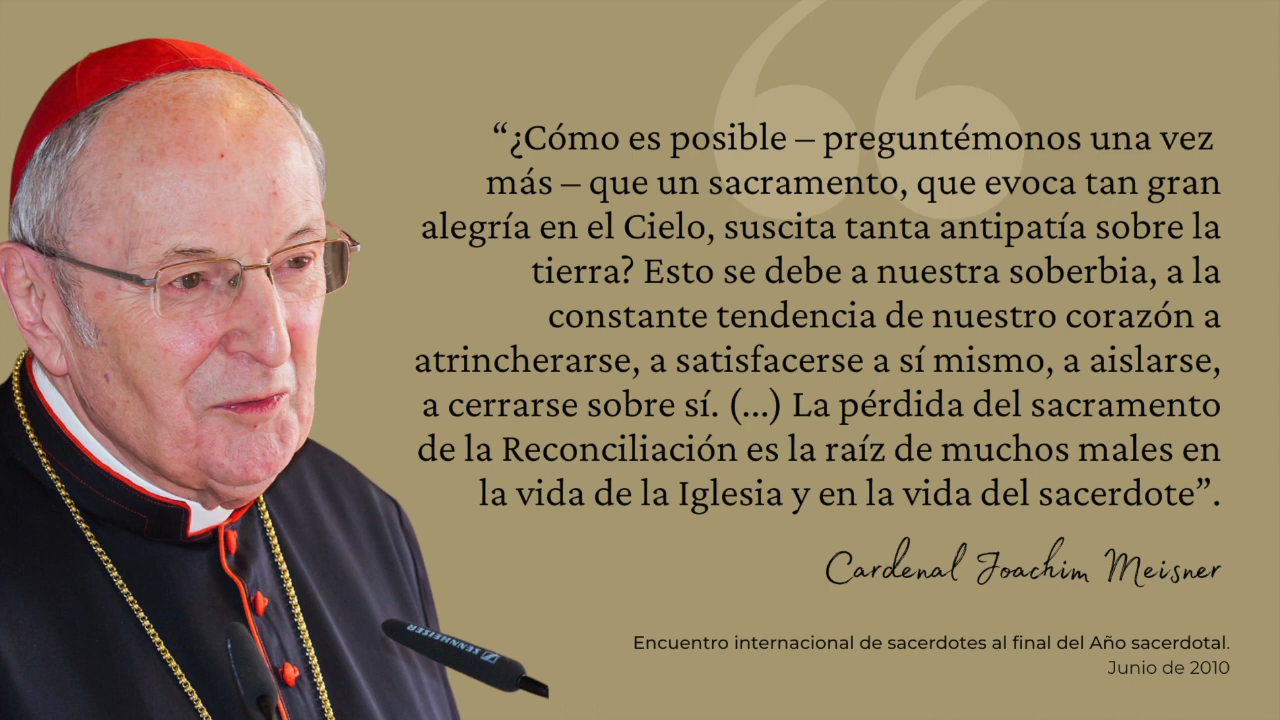 “¿Cómo es posible – preguntémonos una vez
más – que un sacramento, que evoca tan gran
alegría en el Cielo, suscita tanta antipatía sobre la
tierra? Esto se debe a nuestra soberbia, a la
constante tendencia de nuestro corazón a
atrincherarse, a satisfacerse a sí mismo, a aislarse,
a cerrarse sobre sí. (...) La pérdida del sacramento
de la Reconciliación es la raíz de muchos males en
la vida de la Iglesia y en la vida del sacerdote”.
Cardenal Joachim Meisner
Encuentro internacional de sacerdotes al final del Año sacerdotal.
Junio de 2010
SENNHEISER